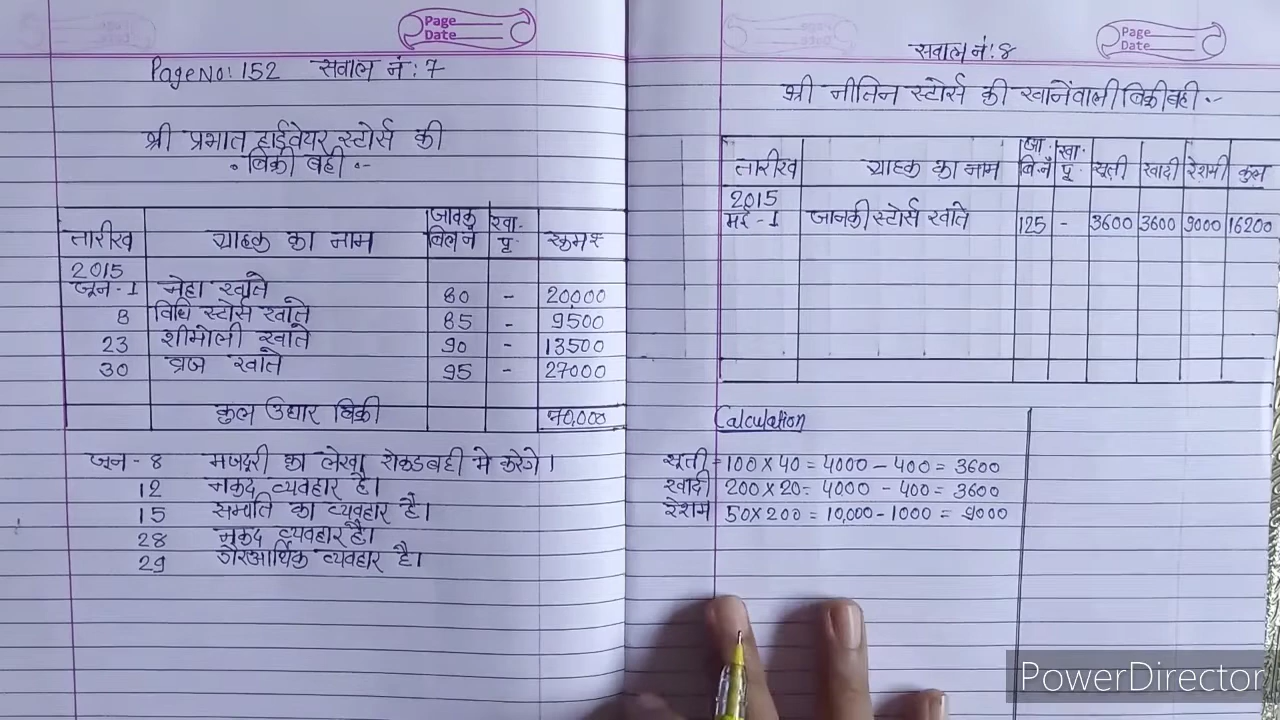 Page
Date
Page No: 152 सवाल नं: 7
श्री प्रभात हार्डवेयर स्टोर्स की
बिक्री बही :-
तारीख ग्राहक का नाम जावक बिल नं खा. पृ. रकम ₹
2015
जून - 1 नेहा खाते 80 - 20,000
8 विधि स्टोर्स खाते 85 - 9500
23 शीमोली खाते 90 - 13500
30 व्रज खाते 95 - 27000
कुल उधार बिक्री 70,000
जून - 8 मजदूरी का लेखा रोकडबही मे करेगे।
12 नकद व्यवहार है।
15 सम्पति का व्यवहार है।
28 नकद व्यवहार है।
29 गैरआर्थिक व्यवहार है।
Page
Date
सवाल नं: 8
श्री नीतिन स्टोर्स की खानेंवाली बिक्रीबही :-
तारीख ग्राहक का नाम जा. बि.नं खा. पृ. सूती खादी रेशमी कुल
2015
मई - 1 जानकी स्टोर्स खाते 125 - 3600 3600 9000 16200
Calculation
सूती = 100 x 40 = 4000 - 400 = 3600
खादी 200 x 20 = 4000 - 400 = 3600
रेशम 50 x 200 = 10,000 - 1000 = 9000
PowerDirector